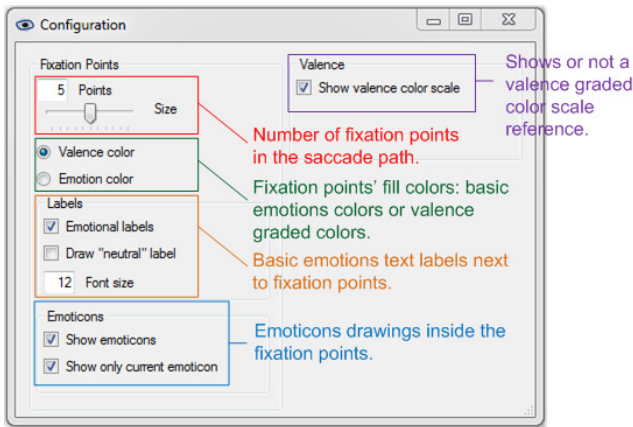 Configuration
Fixation Points
5 Points
Size
Valence color
Emotion color
Labels
Emotional labels
Draw "neutral" label
12 Font size
Emoticons
Show emoticons
Show only current emoticon
Valence
Show valence color scale
Shows or not a
valence graded
color scale
reference.
Number of fixation points
in the saccade path.
Fixation points' fill colors: basic
emotions colors or valence
graded colors.
Basic emotions text labels next
to fixation points.
Emoticons drawings inside the
fixation points.